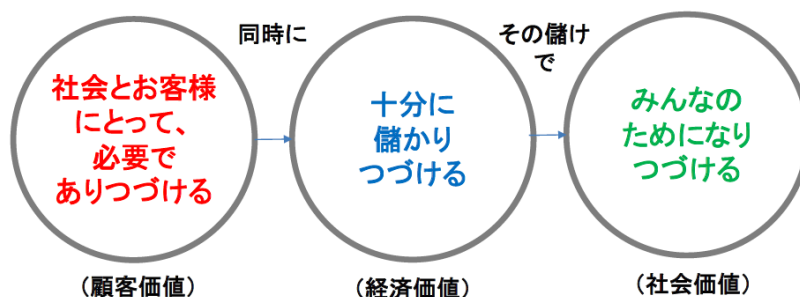 社会とお客様
にとって、
必要で
ありつづける
(顧客価値)
同時に
十分に
儲かり
つづける
(経済価値)
その儲け
で
みんなの
ためになり
つづける
(社会価値)